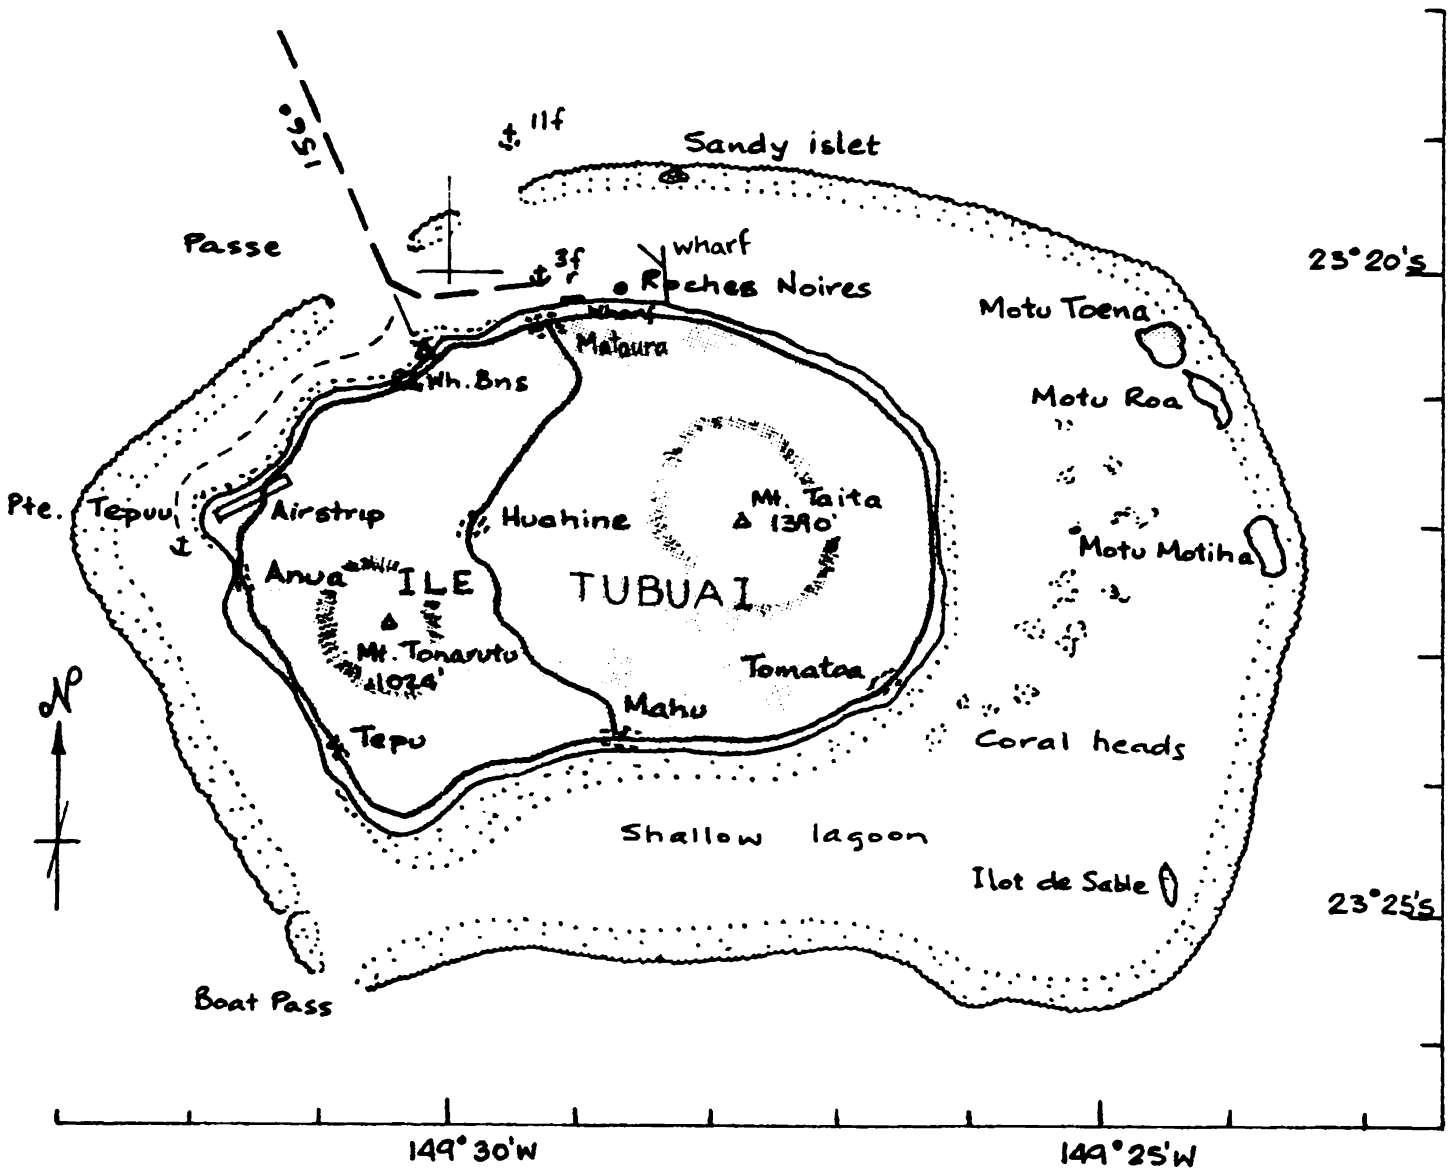 11f
Sandy islet
156°
Passe
wharf
3f
Roches Noires
23°20's
Motu Toena
Wharf
Mataura
Wh. Bns
Motu Roa
Mt. Taita
1390'
Pte. Tepuu
Airstrip
Huahine
Motu Motiha
Anua
ILE TUBUAI
Mt. Tonarutu
1024'
Tomataa
N
Mahu
Tepu
Coral heads
Shallow lagoon
Ilot de Sable
23°25's
Boat Pass
149°30'W
149°25'W